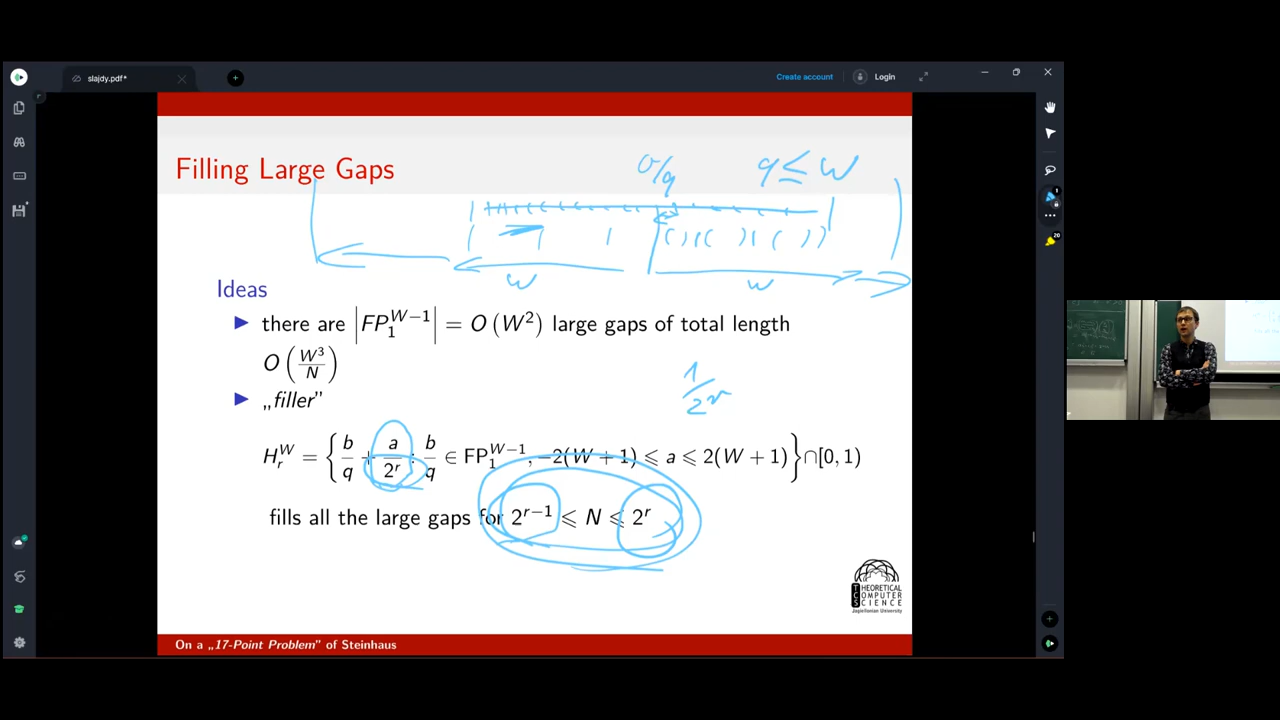 slajdy.pdf*
Create account
Login
Filling Large Gaps
q ≤ W
W
W
Ideas
▶ there are |FP₁^{W−1}| = O(W²) large gaps of total length
O(W³/N)
1/2^r
▶ „filler”
H_r^W = { b/q + a/2^r : b/q ∈ FP₁^{W−1}, −2(W + 1) ⩽ a ⩽ 2(W + 1) } ∩ [0, 1)
fills all the large gaps for 2^{r−1} ⩽ N ⩽ 2^r
THEORETICAL
COMPUTER
SCIENCE
Jagiellonian University
On a „17-Point Problem” of Steinhaus